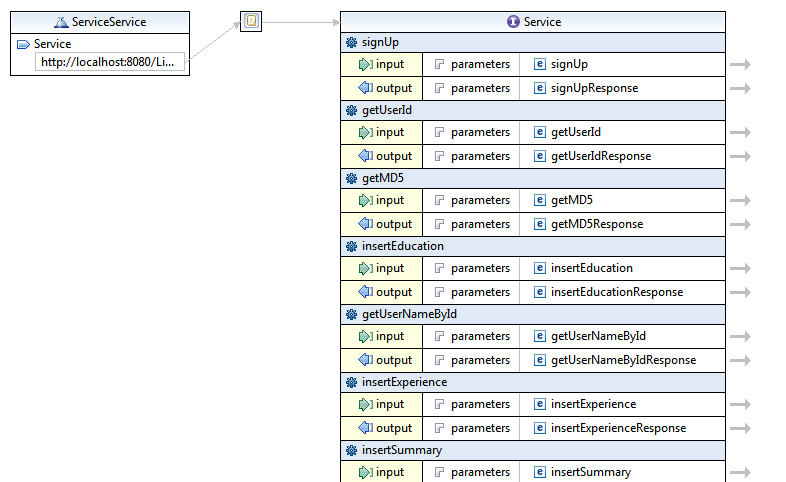 ServiceService
Service
http://localhost:8080/Li...
Service
signUp
input parameters e signUp
output parameters e signUpResponse
getUserId
input parameters e getUserId
output parameters e getUserIdResponse
getMD5
input parameters e getMD5
output parameters e getMD5Response
insertEducation
input parameters e insertEducation
output parameters e insertEducationResponse
getUserNameById
input parameters e getUserNameById
output parameters e getUserNameByIdResponse
insertExperience
input parameters e insertExperience
output parameters e insertExperienceResponse
insertSummary
input parameters e insertSummary